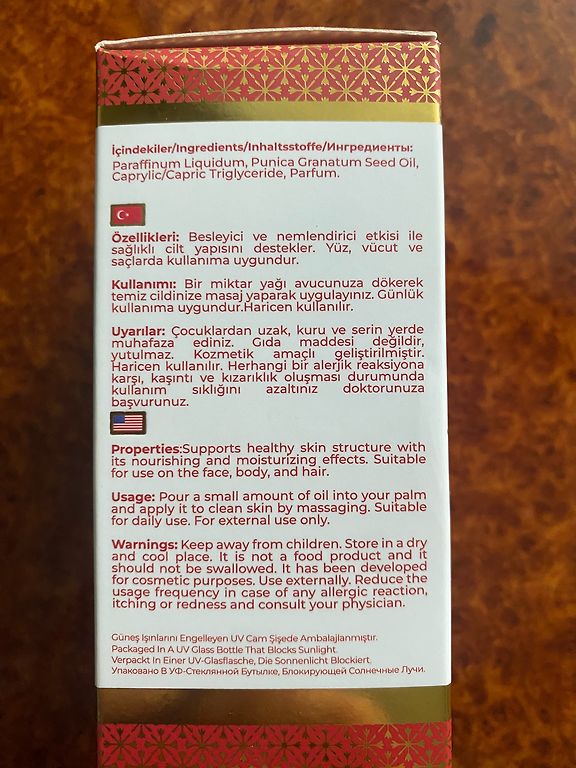 İçindekiler/Ingredients/Inhaltsstoffe/Ингредиенты:
Paraffinum Liquidum, Punica Granatum Seed Oil,
Caprylic/Capric Triglyceride, Parfum.
Özellikleri: Besleyici ve nemlendirici etkisi ile
sağlıklı cilt yapısını destekler. Yüz, vücut ve
saçlarda kullanıma uygundur.
Kullanımı: Bir miktar yağı avucunuza dökerek
temiz cildinize masaj yaparak uygulayınız. Günlük
kullanıma uygundur.Haricen kullanılır.
Uyarılar: Çocuklardan uzak, kuru ve serin yerde
muhafaza ediniz. Gıda maddesi değildir,
yutulmaz. Kozmetik amaçlı geliştirilmiştir.
Haricen kullanılır. Herhangi bir alerjik reaksiyona
karşı, kaşıntı ve kızarıklık oluşması durumunda
kullanım sıklığını azaltınız doktorunuza
başvurunuz.
Properties:Supports healthy skin structure with
its nourishing and moisturizing effects. Suitable
for use on the face, body, and hair.
Usage: Pour a small amount of oil into your palm
and apply it to clean skin by massaging. Suitable
for daily use. For external use only.
Warnings: Keep away from children. Store in a dry
and cool place. It is not a food product and it
should not be swallowed. It has been developed
for cosmetic purposes. Use externally. Reduce the
usage frequency in case of any allergic reaction,
itching or redness and consult your physician.
Güneş Işınlarını Engelleyen UV Cam Şişede Ambalajlanmıştır.
Packaged In A UV Glass Bottle That Blocks Sunlight.
Verpackt In Einer UV-Glasflasche, Die Sonnenlicht Blockiert.
Упаковано В УФ-Стеклянной Бутылке, Блокирующей Солнечные Лучи.